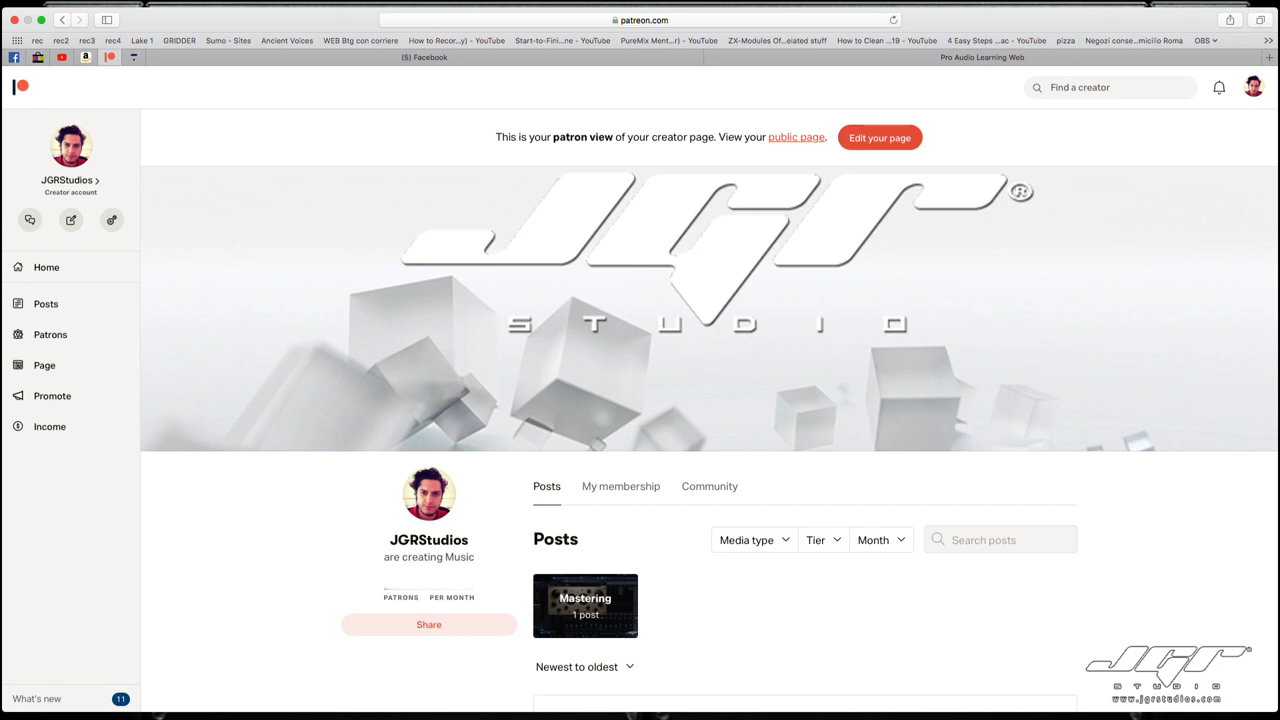 patreon.com
rec rec2 rec3 rec4 Lake 1 GRIDDER Sumo - Sites Ancient Voices WEB Btg con corriere How to Recor...y) - YouTube Start-to-Fini...ne - YouTube PureMix Ment...r) - YouTube ZX-Modules Of...elated stuff How to Clean ...19 - YouTube 4 Easy Steps ...ac - YouTube pizza Negozi conse...micilio Roma OBS
(5) Facebook Pro Audio Learning Web
Find a creator
This is your patron view of your creator page. View your public page. Edit your page
JGRStudios
Creator account
Home
Posts
Patrons
Page
Promote
Income
What's new 11
JGR ®
STUDIO
JGRStudios
are creating Music
PATRONS PER MONTH
Share
Posts My membership Community
Posts Media type Tier Month Search posts
Mastering
1 post
Newest to oldest
JGR
STUDIO
www.jgrstudios.com